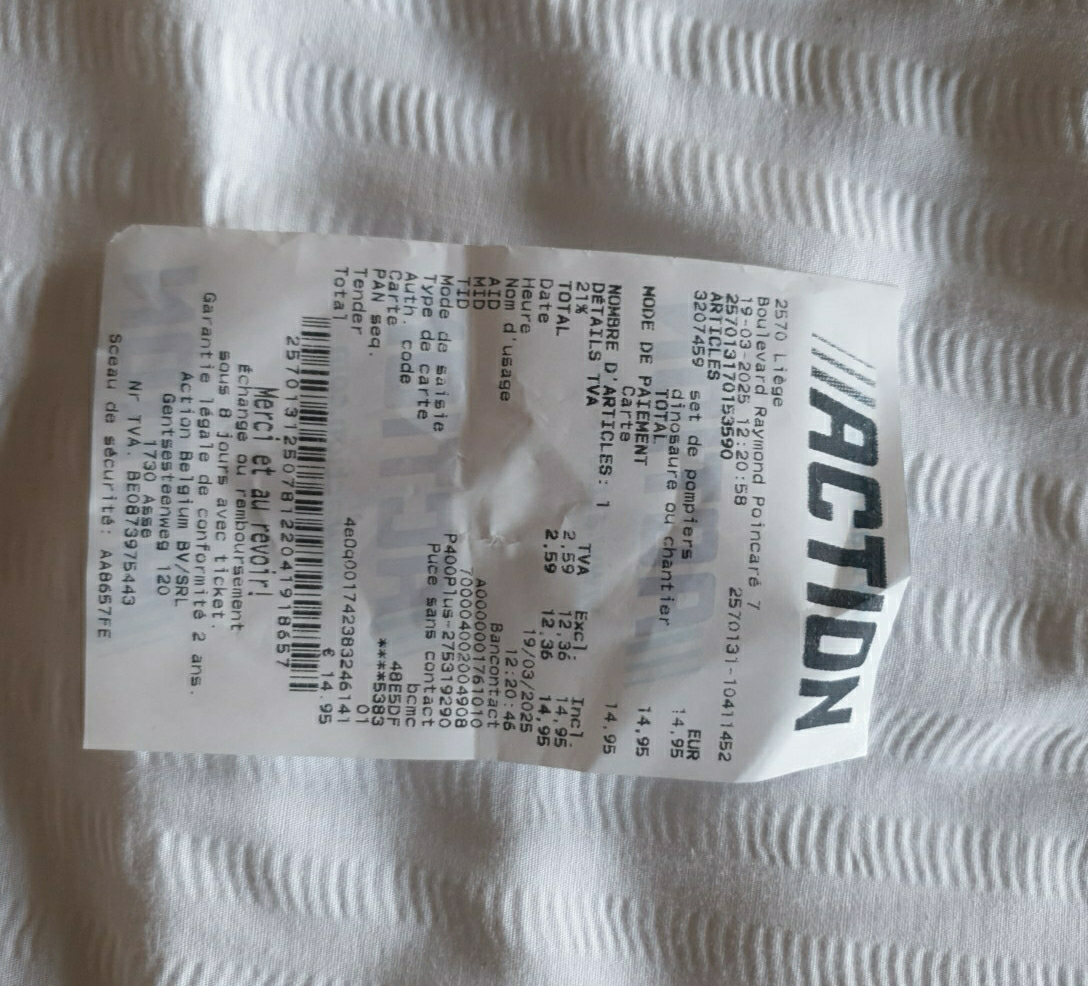 ACTION
2570 Liège
Boulevard Raymond Poincaré 7
19-03-2025 12:20:58 2570131-10411452
257013170153590
ARTICLES EUR
3207459 set de pompiers 14,95
dinosaure ou chantier
TOTAL 14,95
MODE DE PAIEMENT
Carte 14,95
NOMBRE D'ARTICLES: 1
DÉTAILS TVA TVA Excl. Incl.
21% 2.59 12.36 14,95
TOTAL 2.59 12.36 14,95
Date 19/03/2025
Heure 12:20:46
Nom d'usage Bancontact
AID A0000001761010
MID 70000402004908
TID P400Plus-275319290
Mode de saisie Puce sans contact
Type de carte bcmc
Auth. code 48E5DF
Carte ****5383
PAN seq. 01
Tender 4e0q001742383246141
Total € 14.95
2570131250781220419 18657
Merci et au revoir!
Échange ou remboursement
sous 8 jours avec ticket.
Garantie légale de conformité 2 ans.
Action Belgium BV/SRL
Gentsesteenweg 120
1730 Asse
Nr TVA. BE0873975443
Sceau de sécurité: AA8657FE